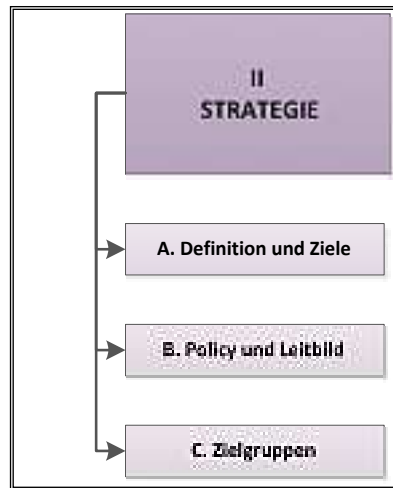 II
STRATEGIE
A. Definition und Ziele
B. Policy und Leitbild
C. Zielgruppen